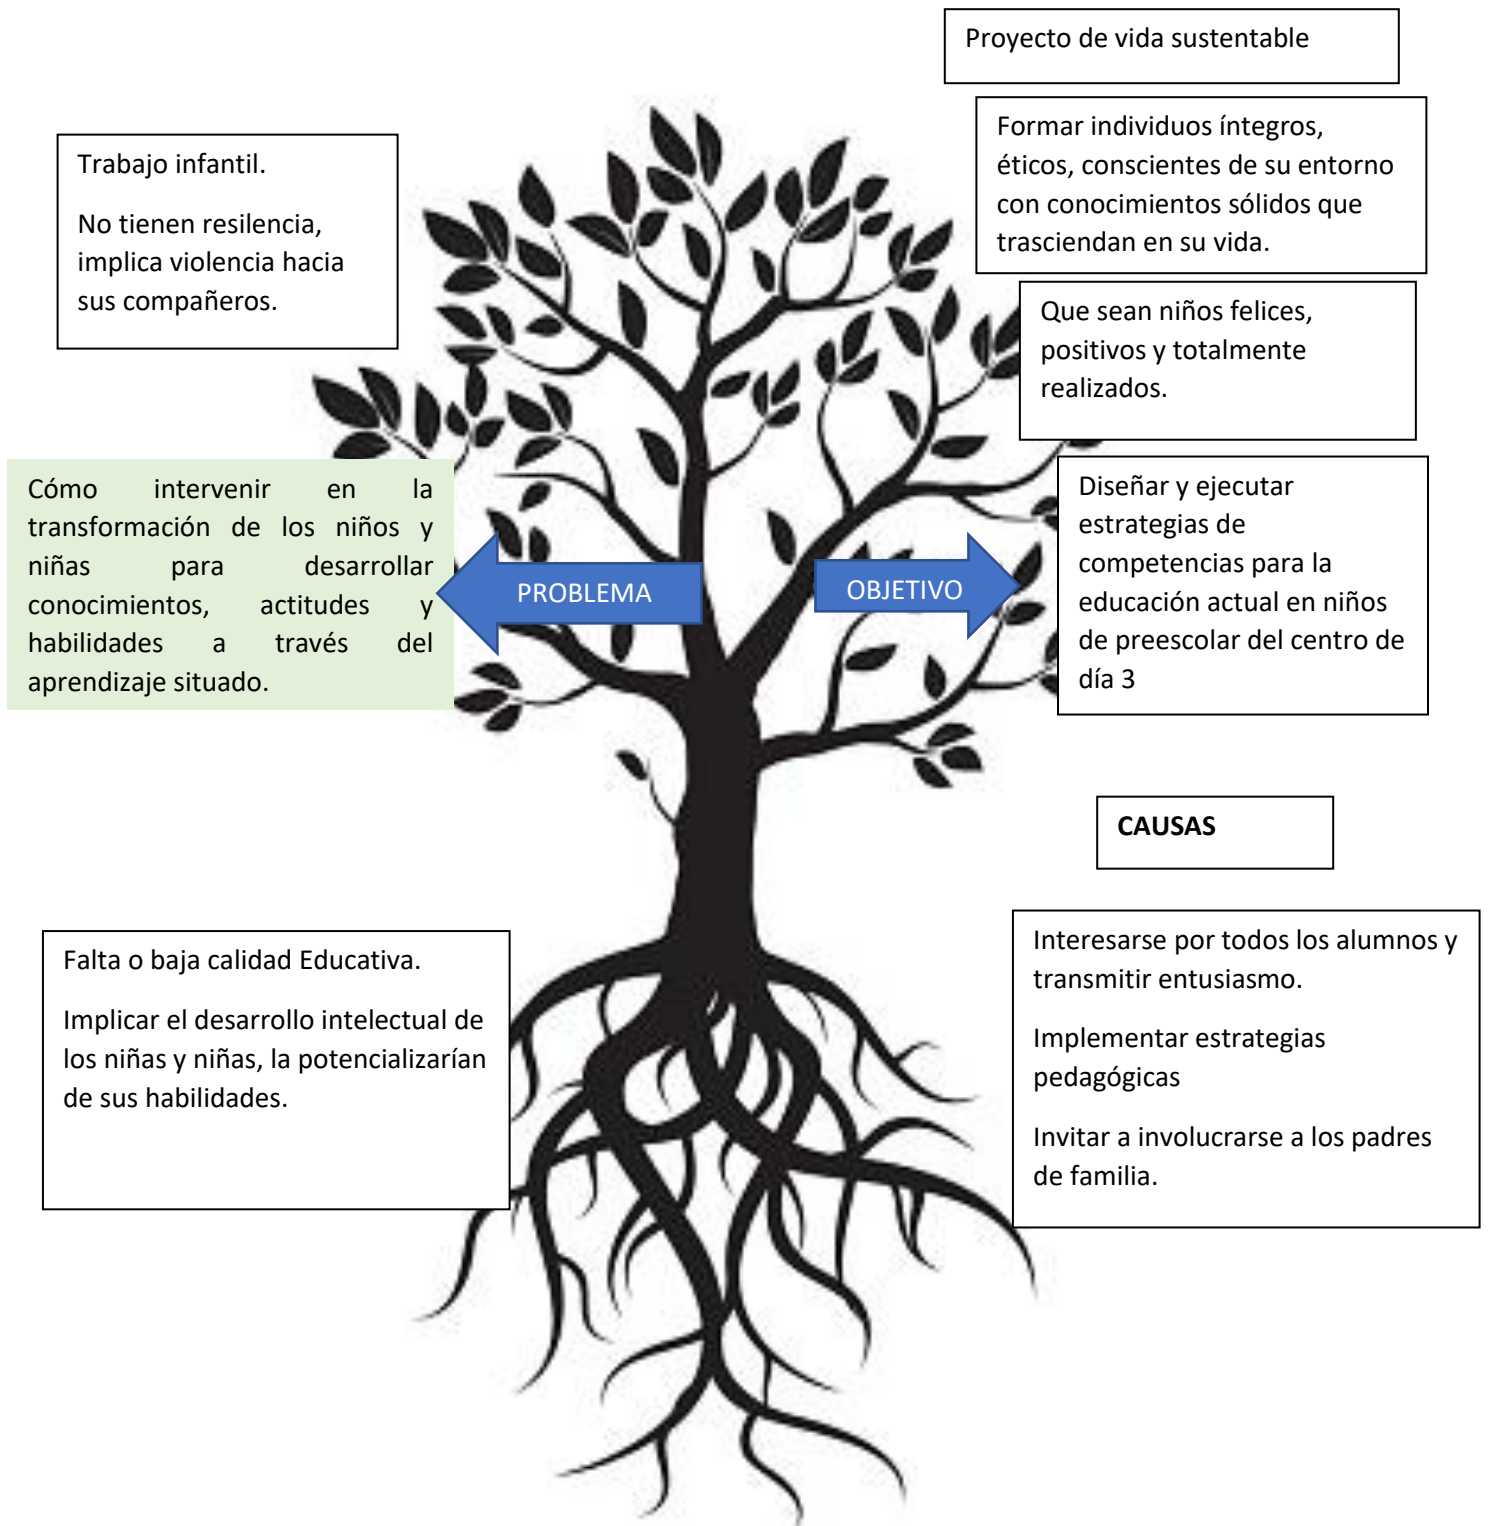 Proyecto de vida sustentable
Formar individuos íntegros,
éticos, conscientes de su entorno
con conocimientos sólidos que
trasciendan en su vida.
Trabajo infantil.
No tienen resilencia,
implica violencia hacia
sus compañeros.
Que sean niños felices,
positivos y totalmente
realizados.
Cómo intervenir en la
transformación de los niños y
niñas para desarrollar
conocimientos, actitudes y
habilidades a través del
aprendizaje situado.
PROBLEMA
OBJETIVO
Diseñar y ejecutar
estrategias de
competencias para la
educación actual en niños
de preescolar del centro de
día 3
CAUSAS
Falta o baja calidad Educativa.
Implicar el desarrollo intelectual de
los niñas y niñas, la potencializarían
de sus habilidades.
Interesarse por todos los alumnos y
transmitir entusiasmo.
Implementar estrategias
pedagógicas
Invitar a involucrarse a los padres
de familia.